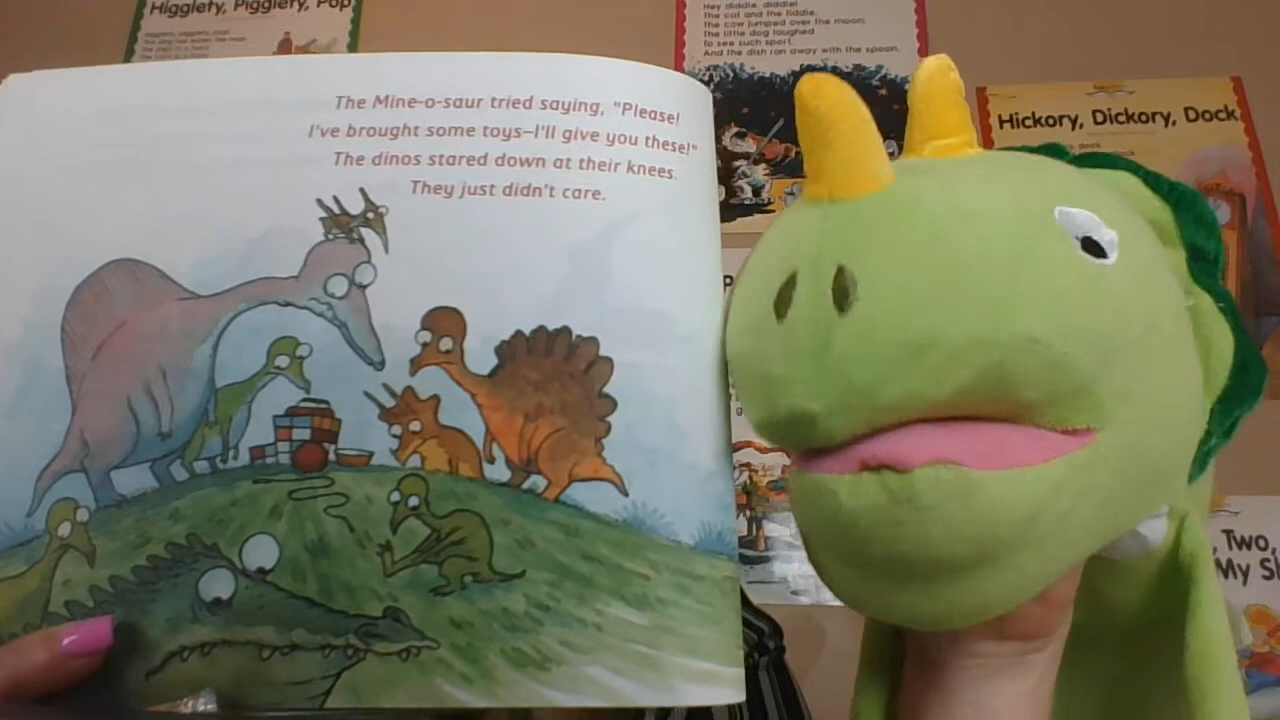 Higglety, Pigglety, Pop
Hey diddle, diddle!
The cat and the fiddle,
The cow jumped over the moon;
The little dog laughed
To see such sport,
And the dish ran away with the spoon.
Hickory, Dickory, Dock
The Mine-o-saur tried saying, "Please!
I've brought some toys–I'll give you these!"
The dinos stared down at their knees.
They just didn't care.
, Two,
My Sh